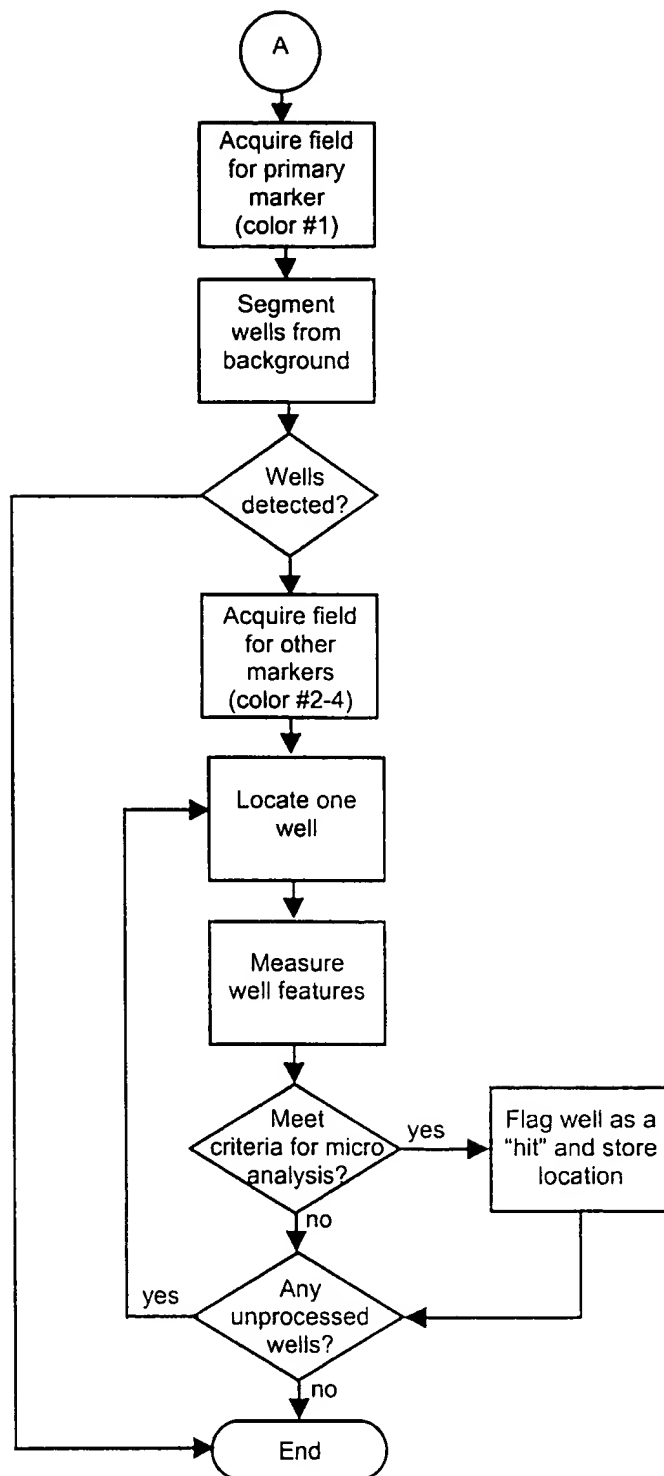 A
Acquire field
for primary
marker
(color #1)
Segment
wells from
background
Wells
detected?
Acquire field
for other
markers
(color #2-4)
Locate one
well
Measure
well features
Meet
criteria for micro
analysis?
yes
Flag well as a
"hit" and store
location
no
Any
unprocessed
wells?
yes
no
End